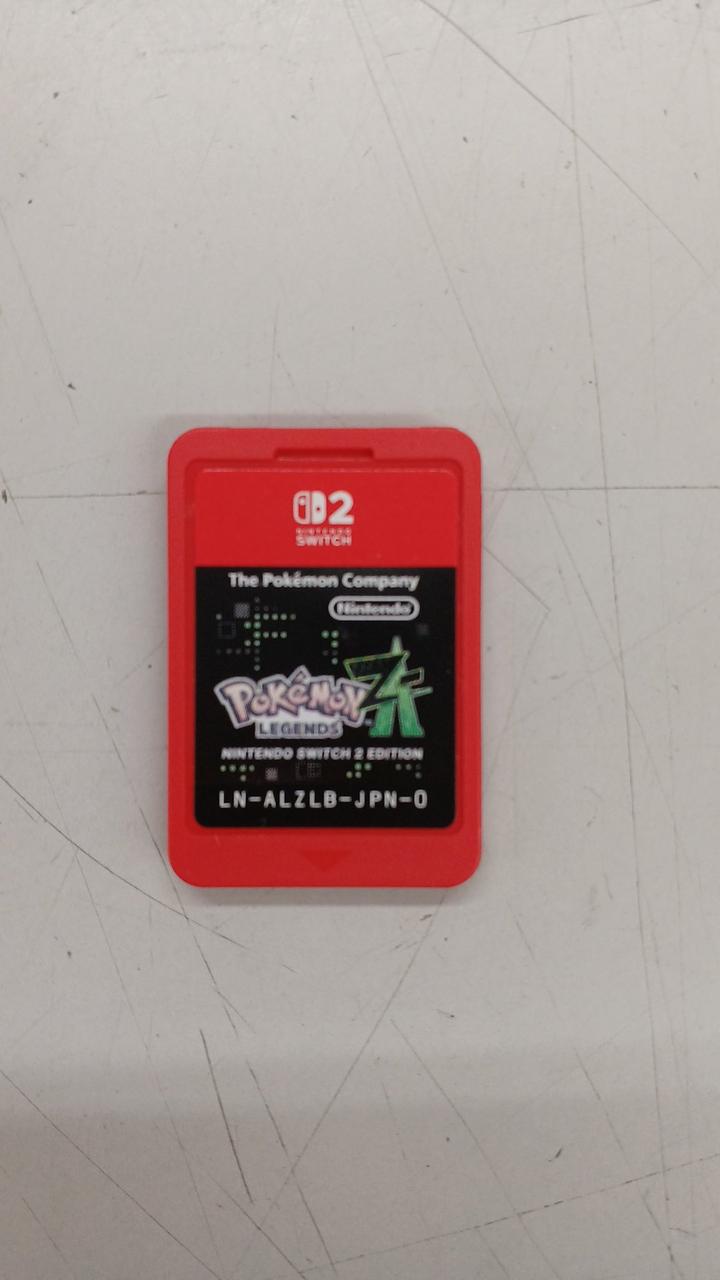 2
NINTENDO
SWITCH
The Pokémon Company
Nintendo
POKéMON
LEGENDS
Z-A
NINTENDO SWITCH 2 EDITION
LN-ALZLB-JPN-0